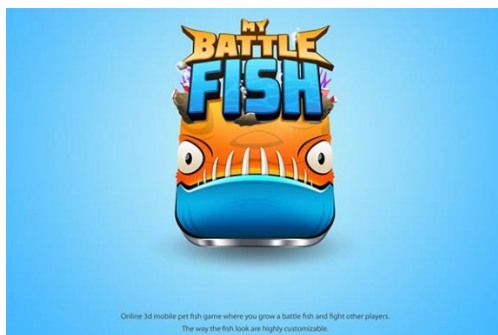 MY
BATTLE
FISH
Online 3d mobile pet fish game where you grow a battle fish and fight other players.
The way the fish look are highly customizable.